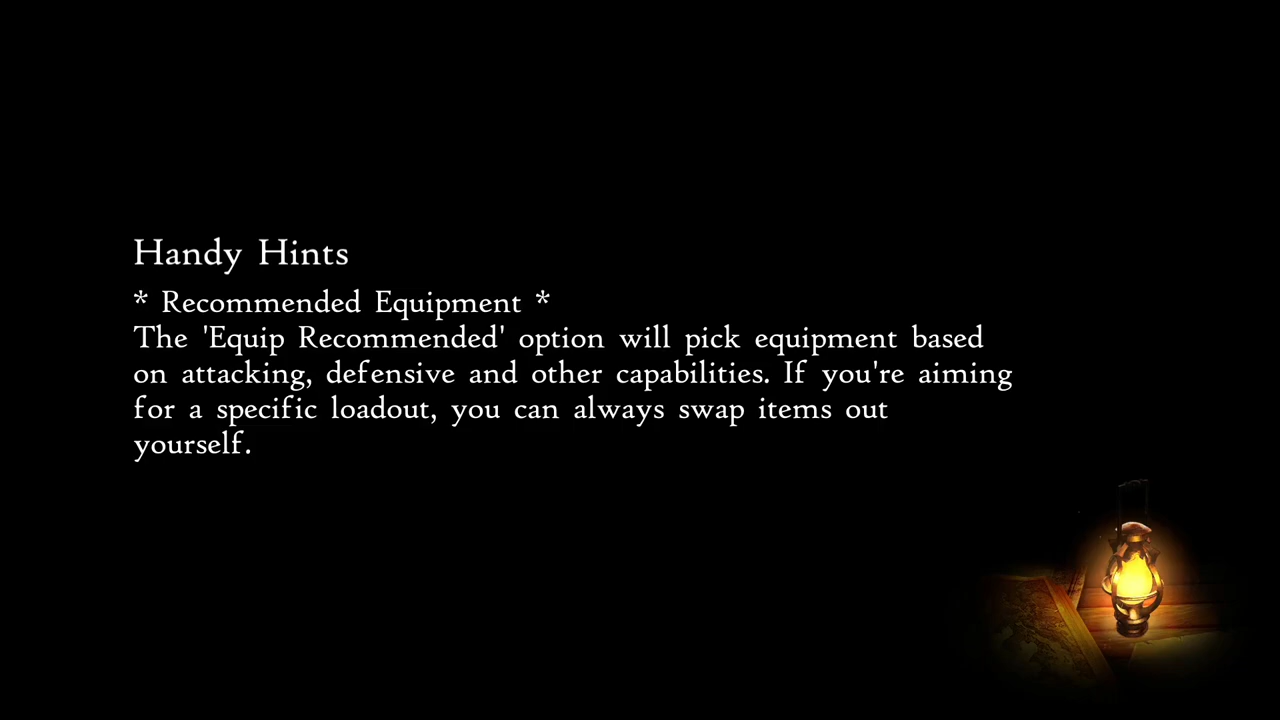 Handy Hints
* Recommended Equipment *
The 'Equip Recommended' option will pick equipment based
on attacking, defensive and other capabilities. If you're aiming
for a specific loadout, you can always swap items out
yourself.